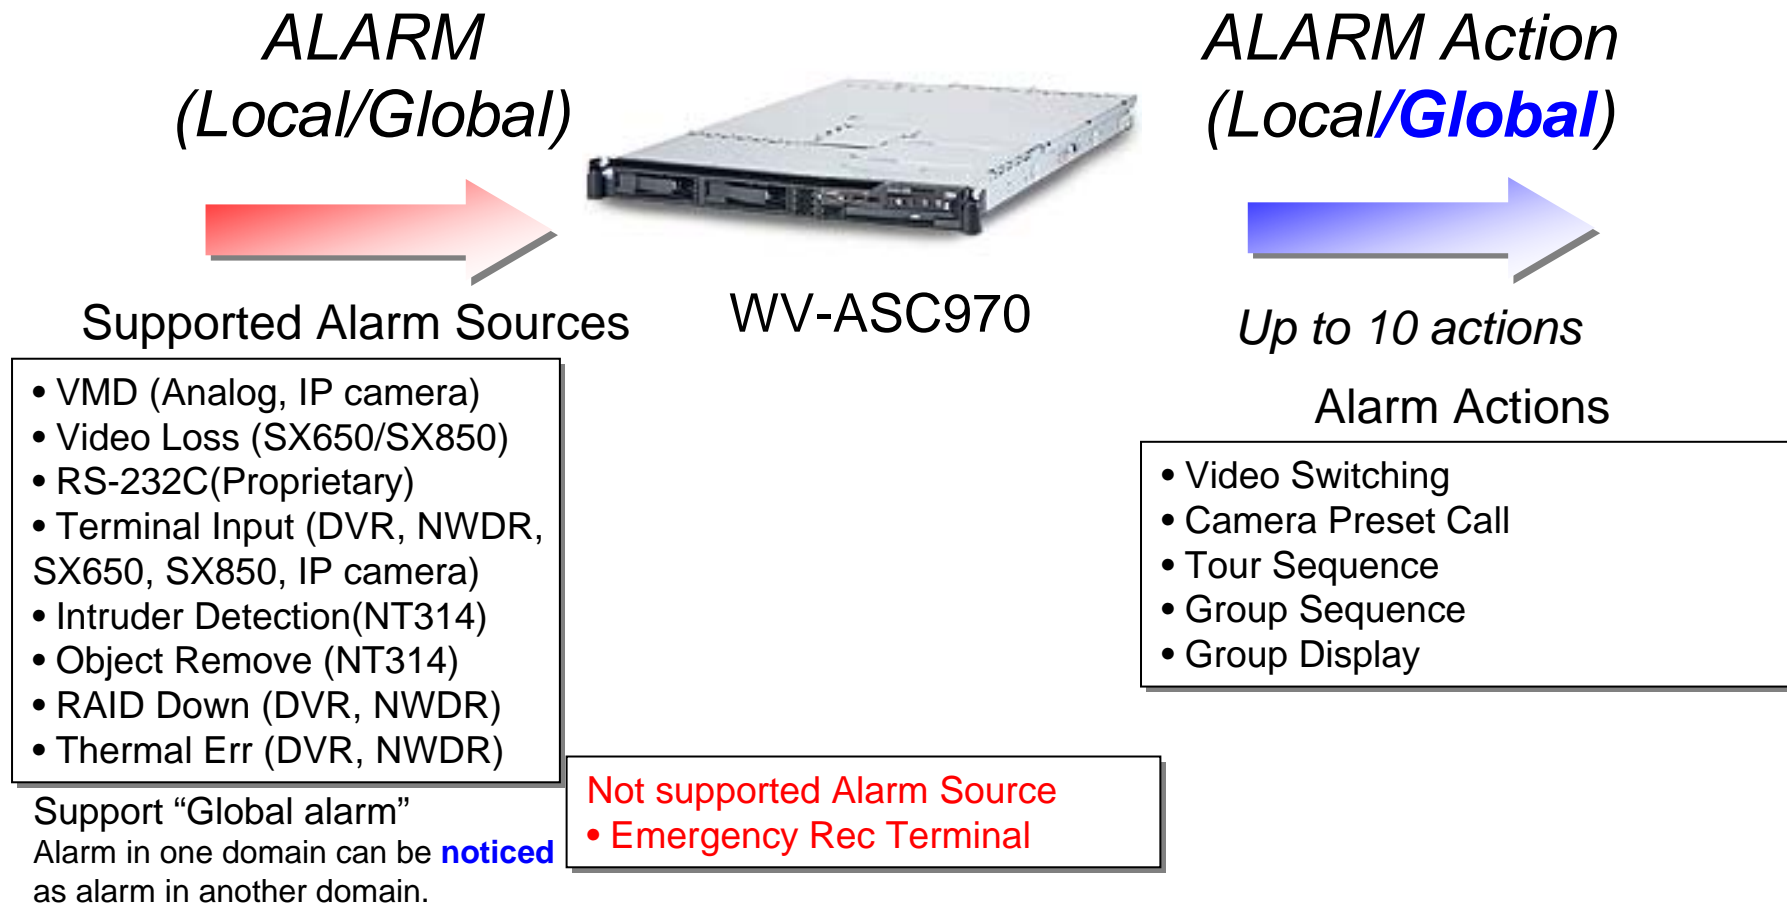 ALARM
(Local/Global)
Supported Alarm Sources
• VMD (Analog, IP camera)
• Video Loss (SX650/SX850)
• RS-232C(Proprietary)
• Terminal Input (DVR, NWDR,
SX650, SX850, IP camera)
• Intruder Detection(NT314)
• Object Remove (NT314)
• RAID Down (DVR, NWDR)
• Thermal Err (DVR, NWDR)
Support “Global alarm”
Alarm in one domain can be noticed
as alarm in another domain.
WV-ASC970
Not supported Alarm Source
• Emergency Rec Terminal
ALARM Action
(Local/Global)
Up to 10 actions
Alarm Actions
• Video Switching
• Camera Preset Call
• Tour Sequence
• Group Sequence
• Group Display